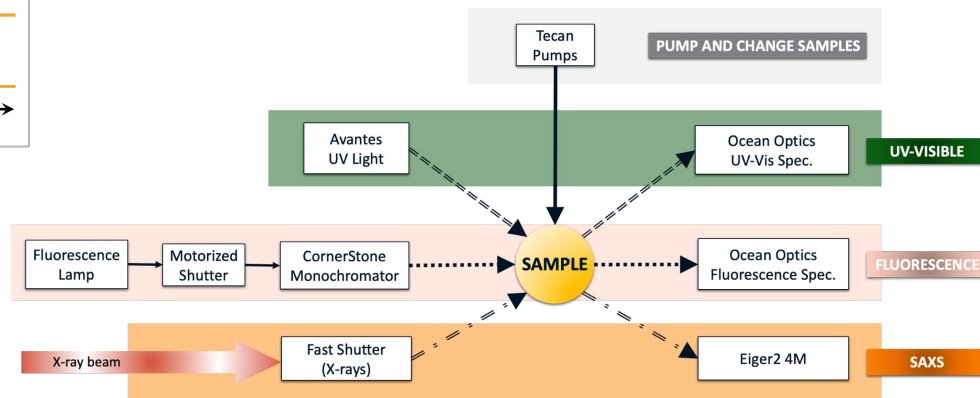 Tecan
Pumps
PUMP AND CHANGE SAMPLES
Avantes
UV Light
Ocean Optics
UV-Vis Spec.
UV-VISIBLE
Fluorescence
Lamp
Motorized
Shutter
CornerStone
Monochromator
SAMPLE
Ocean Optics
Fluorescence Spec.
FLUORESCENCE
X-ray beam
Fast Shutter
(X-rays)
Eiger2 4M
SAXS